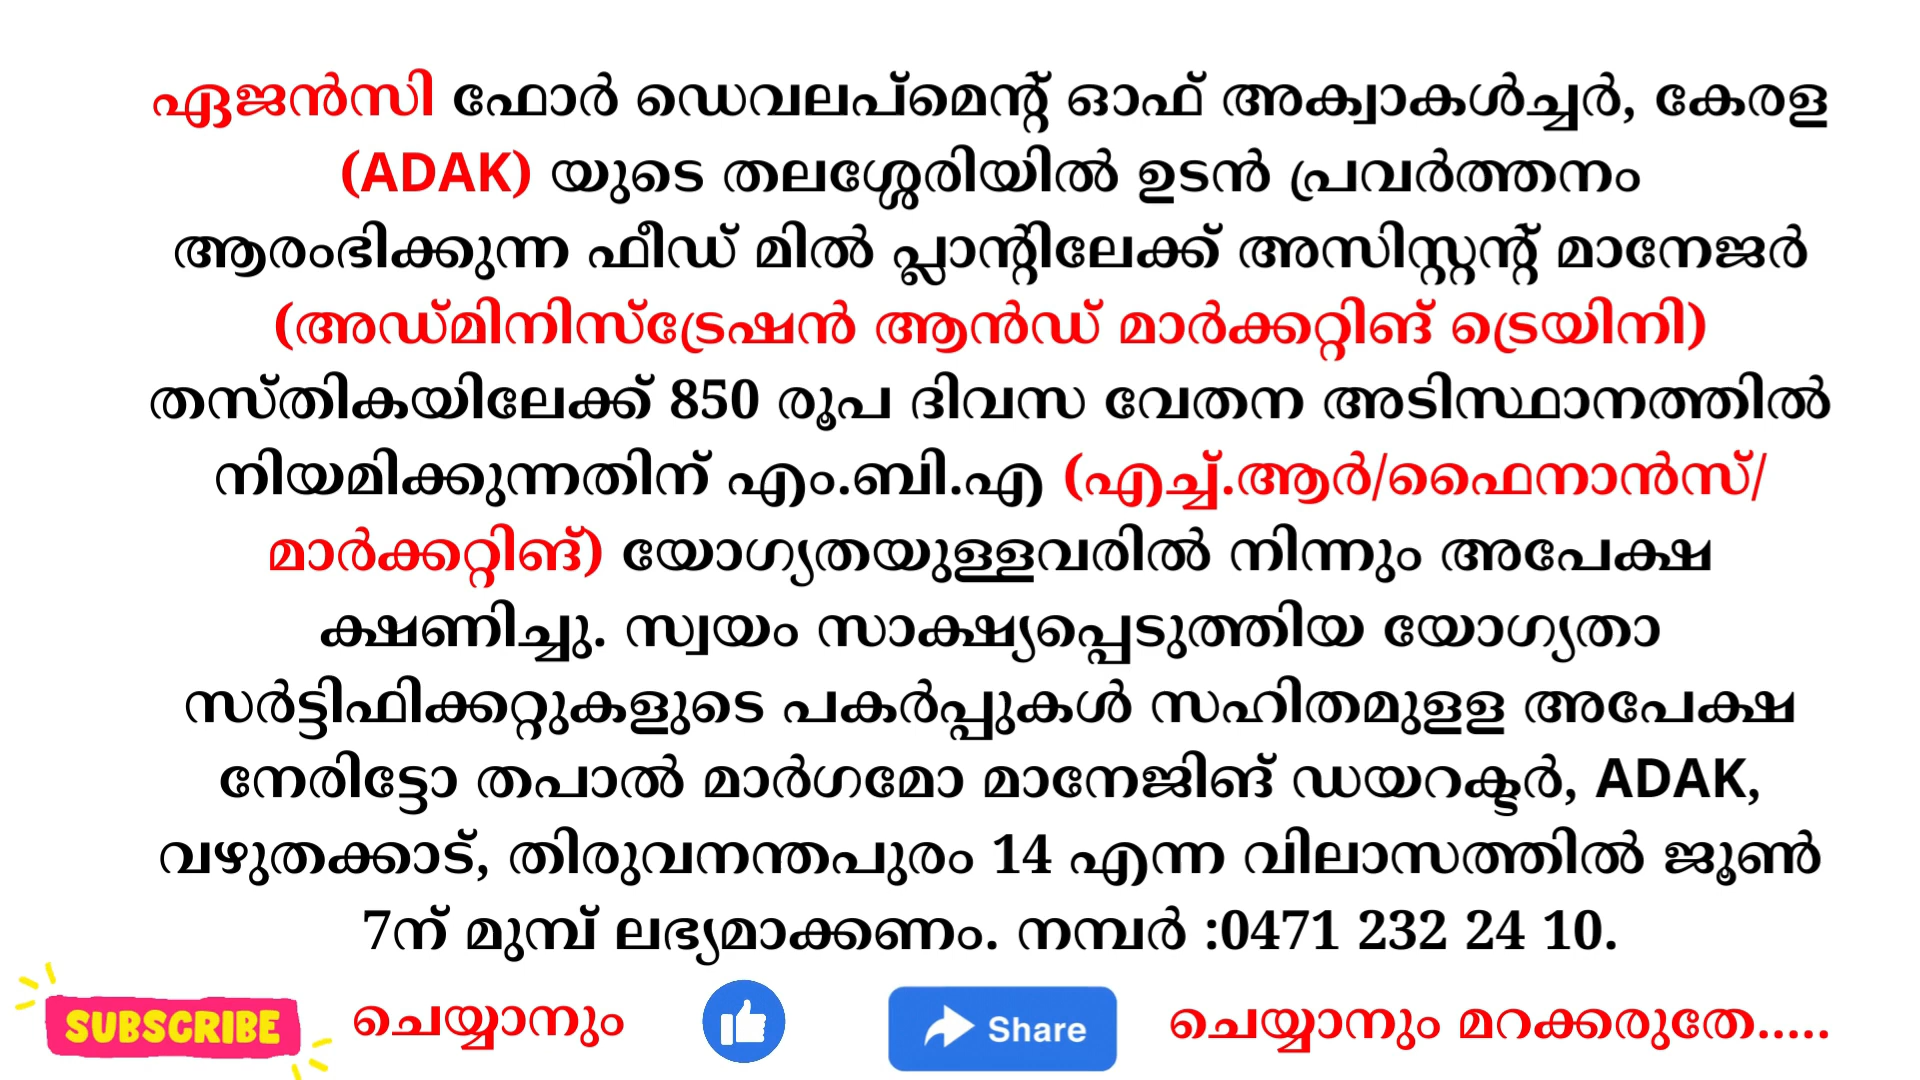 ഏജൻസി ഫോർ ഡെവലപ്മെന്റ് ഓഫ് അക്വാകൾച്ചർ, കേരള
(ADAK) യുടെ തലശ്ശേരിയിൽ ഉടൻ പ്രവർത്തനം
ആരംഭിക്കുന്ന ഫീഡ് മിൽ പ്ലാന്റിലേക്ക് അസിസ്റ്റന്റ് മാനേജർ
(അഡ്മിനിസ്ട്രേഷൻ ആൻഡ് മാർക്കറ്റിങ് ട്രെയിനി)
തസ്തികയിലേക്ക് 850 രൂപ ദിവസ വേതന അടിസ്ഥാനത്തിൽ
നിയമിക്കുന്നതിന് എം.ബി.എ (എച്ച്.ആർ/ഫൈനാൻസ്/
മാർക്കറ്റിങ്) യോഗ്യതയുള്ളവരിൽ നിന്നും അപേക്ഷ
ക്ഷണിച്ചു. സ്വയം സാക്ഷ്യപ്പെടുത്തിയ യോഗ്യതാ
സർട്ടിഫിക്കറ്റുകളുടെ പകർപ്പുകൾ സഹിതമുളള അപേക്ഷ
നേരിട്ടോ തപാൽ മാർഗമോ മാനേജിങ് ഡയറക്ടർ, ADAK,
വഴുതക്കാട്, തിരുവനന്തപുരം 14 എന്ന വിലാസത്തിൽ ജൂൺ
7ന് മുമ്പ് ലഭ്യമാക്കണം. നമ്പർ :0471 232 24 10.
SUBSCRIBE ചെയ്യാനും Share ചെയ്യാനും മറക്കരുതേ.....